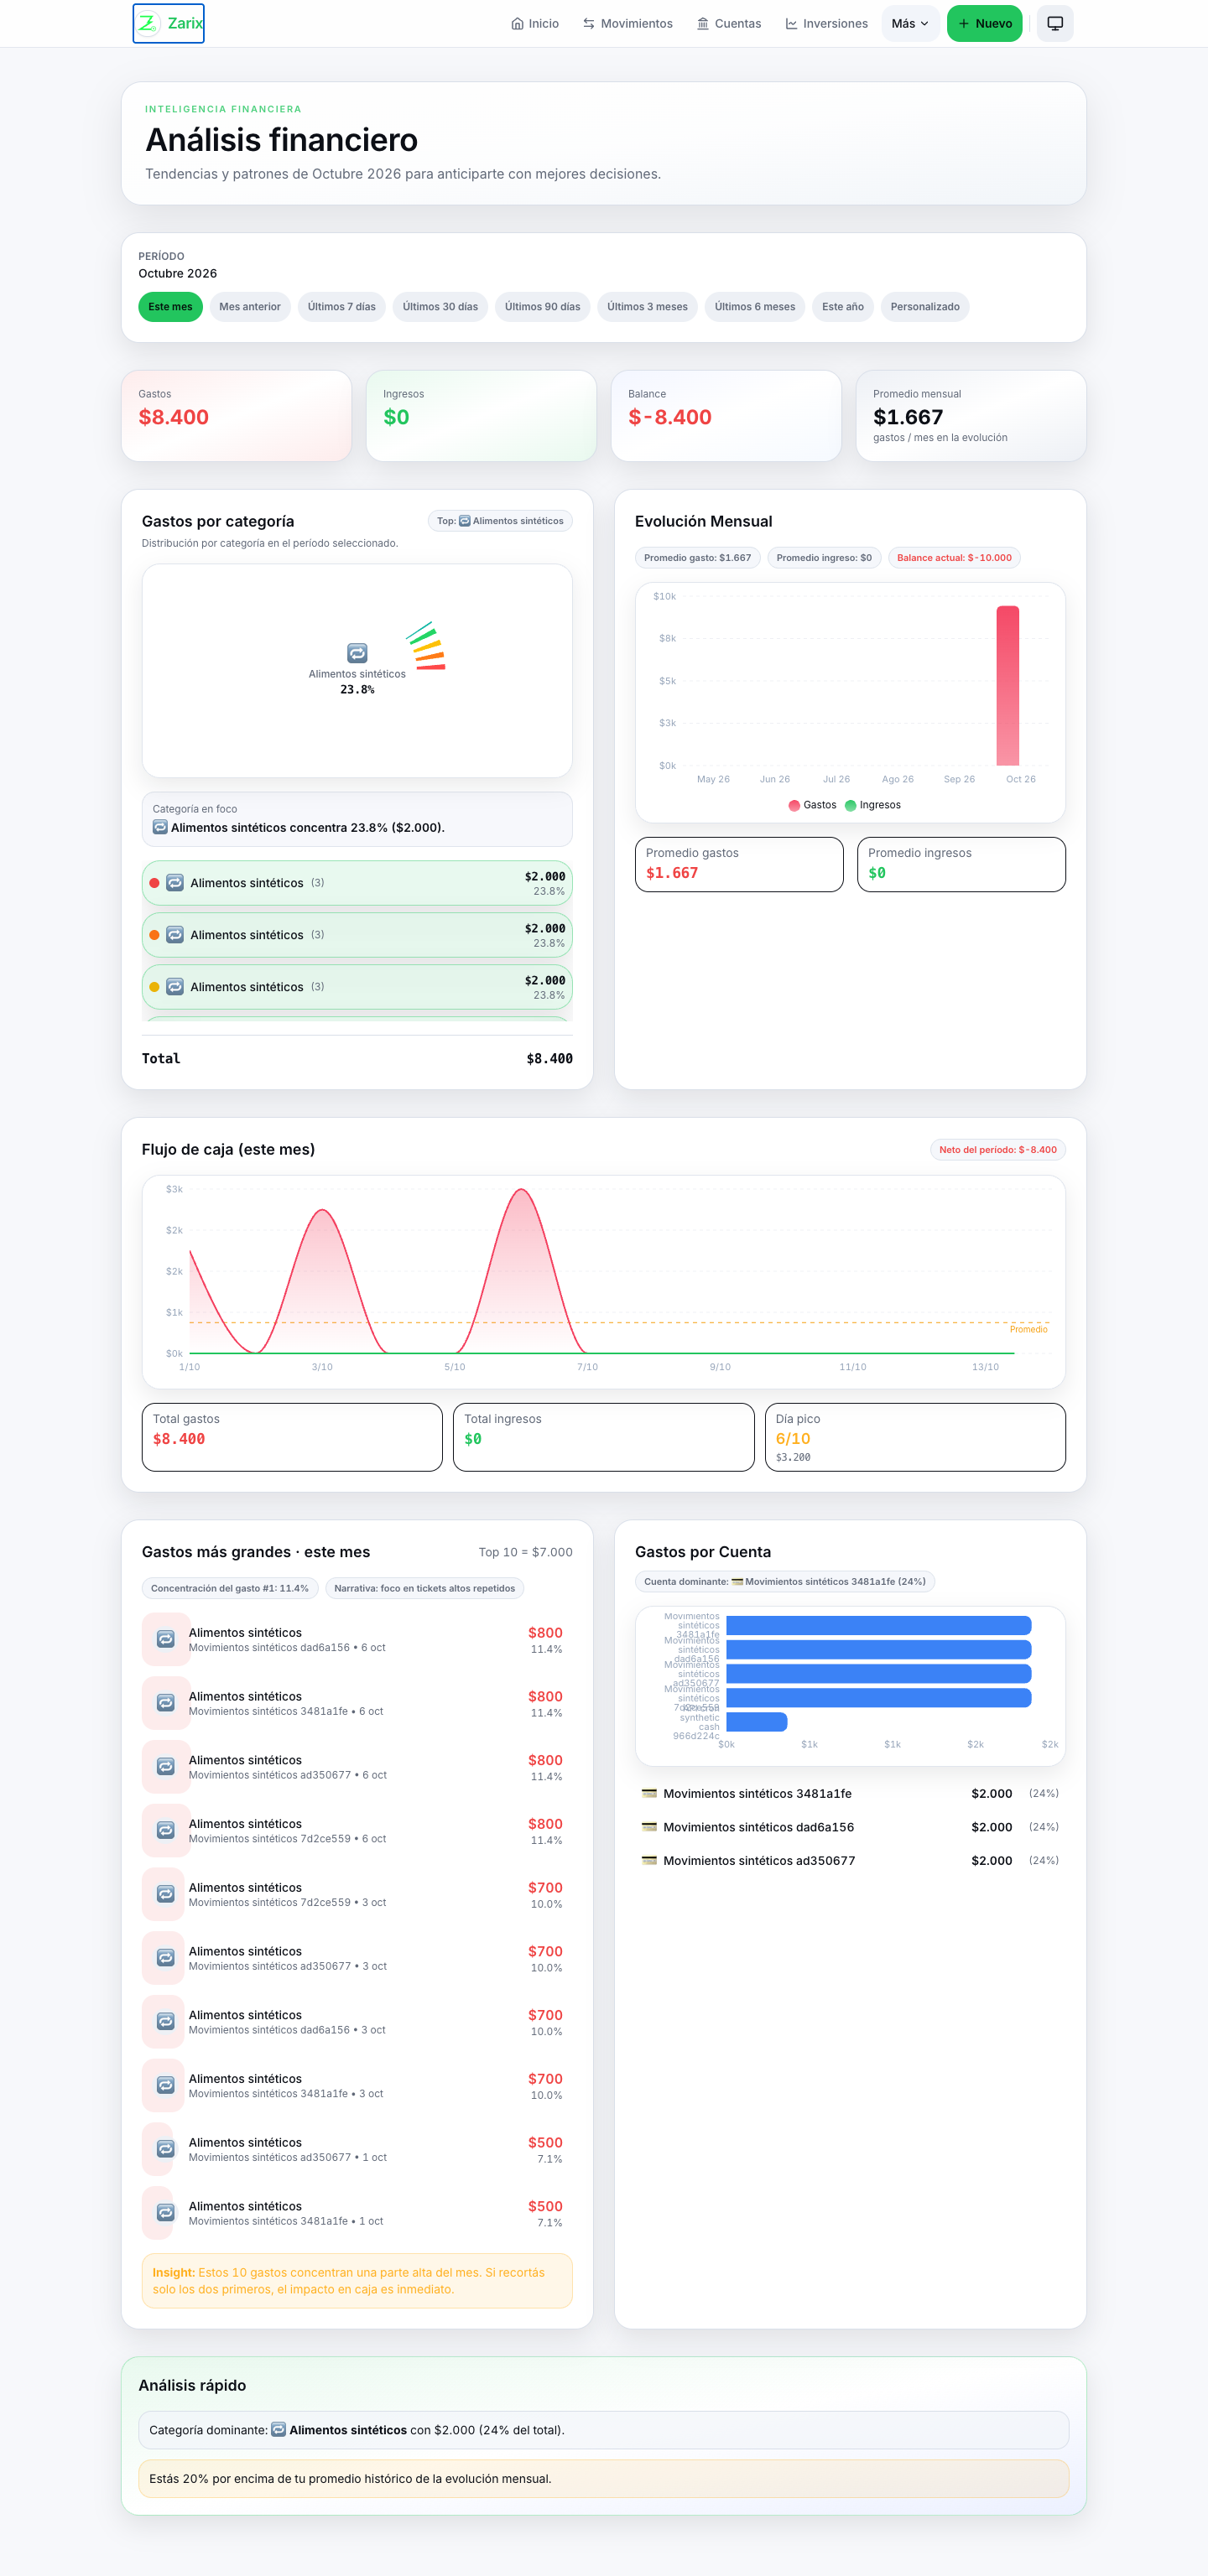 Zarix
Inicio
Movimientos
Cuentas
Inversiones
Más
Nuevo
INTELIGENCIA FINANCIERA
Análisis financiero
Tendencias y patrones de Octubre 2026 para anticiparte con mejores decisiones.
PERÍODO
Octubre 2026
Este mes
Mes anterior
Últimos 7 días
Últimos 30 días
Últimos 90 días
Últimos 3 meses
Últimos 6 meses
Este año
Personalizado
Gastos
$8.400
Ingresos
$0
Balance
$-8.400
Promedio mensual
$1.667
gastos / mes en la evolución
Gastos por categoría
Top: Alimentos sintéticos
Distribución por categoría en el período seleccionado.
Alimentos sintéticos
23.8%
Categoría en foco
Alimentos sintéticos concentra 23.8% ($2.000).
Alimentos sintéticos (3)
$2.000
23.8%
Alimentos sintéticos (3)
$2.000
23.8%
Alimentos sintéticos (3)
$2.000
23.8%
Total
$8.400
Evolución Mensual
Promedio gasto: $1.667
Promedio ingreso: $0
Balance actual: $-10.000
$10k
$8k
$5k
$3k
$0k
May 26
Jun 26
Jul 26
Ago 26
Sep 26
Oct 26
Gastos
Ingresos
Promedio gastos
$1.667
Promedio ingresos
$0
Flujo de caja (este mes)
Neto del período: $-8.400
$3k
$2k
$2k
$1k
$0k
Promedio
1/10
3/10
5/10
7/10
9/10
11/10
13/10
Total gastos
$8.400
Total ingresos
$0
Día pico
6/10
$3.200
Gastos más grandes · este mes
Top 10 = $7.000
Concentración del gasto #1: 11.4%
Narrativa: foco en tickets altos repetidos
Alimentos sintéticos
Movimientos sintéticos dad6a156 • 6 oct
$800
11.4%
Alimentos sintéticos
Movimientos sintéticos 3481a1fe • 6 oct
$800
11.4%
Alimentos sintéticos
Movimientos sintéticos ad350677 • 6 oct
$800
11.4%
Alimentos sintéticos
Movimientos sintéticos 7d2ce559 • 6 oct
$800
11.4%
Alimentos sintéticos
Movimientos sintéticos 7d2ce559 • 3 oct
$700
10.0%
Alimentos sintéticos
Movimientos sintéticos ad350677 • 3 oct
$700
10.0%
Alimentos sintéticos
Movimientos sintéticos dad6a156 • 3 oct
$700
10.0%
Alimentos sintéticos
Movimientos sintéticos 3481a1fe • 3 oct
$700
10.0%
Alimentos sintéticos
Movimientos sintéticos ad350677 • 1 oct
$500
7.1%
Alimentos sintéticos
Movimientos sintéticos 3481a1fe • 1 oct
$500
7.1%
Insight: Estos 10 gastos concentran una parte alta del mes. Si recortás
solo los dos primeros, el impacto en caja es inmediato.
Gastos por Cuenta
Cuenta dominante: Movimientos sintéticos 3481a1fe (24%)
Movimientos
sintéticos
3481a1fe
Movimientos
sintéticos
dad6a156
Movimientos
sintéticos
ad350677
Movimientos
sintéticos
synthetic
cash
966d224c
$0k
$1k
$1k
$2k
$2k
Movimientos sintéticos 3481a1fe
$2.000
(24%)
Movimientos sintéticos dad6a156
$2.000
(24%)
Movimientos sintéticos ad350677
$2.000
(24%)
Análisis rápido
Categoría dominante: Alimentos sintéticos con $2.000 (24% del total).
Estás 20% por encima de tu promedio histórico de la evolución mensual.